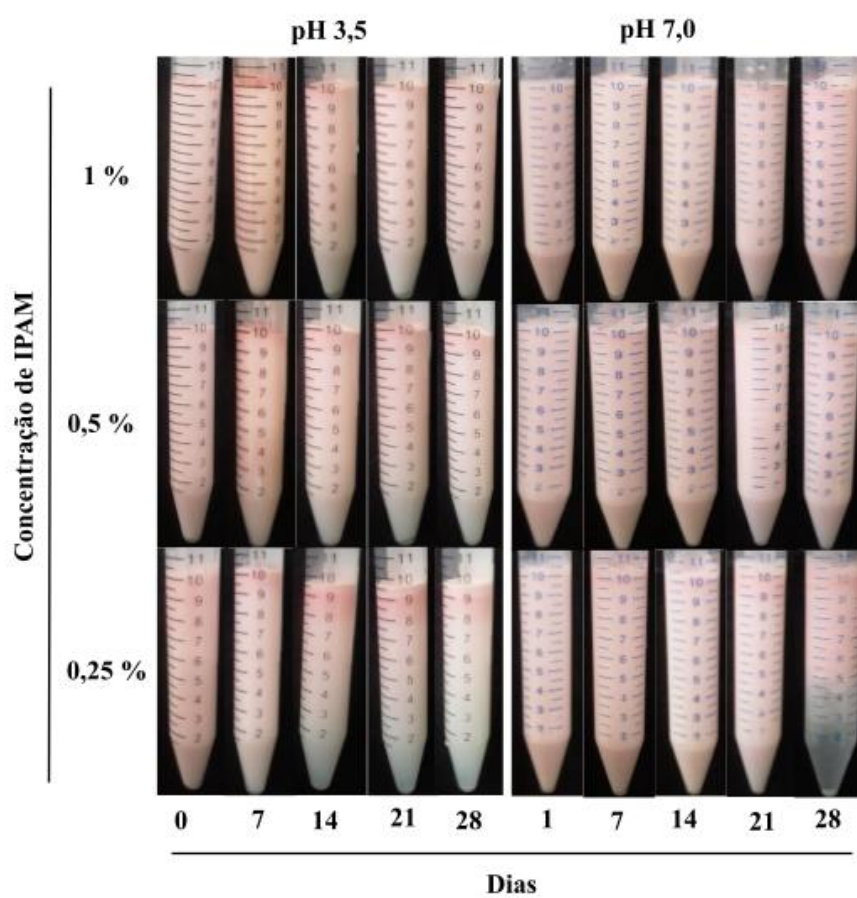 pH 3,5
pH 7,0
Concentração de IPAM
1 %
0,5 %
0,25 %
0 7 14 21 28
1 7 14 21 28
Dias